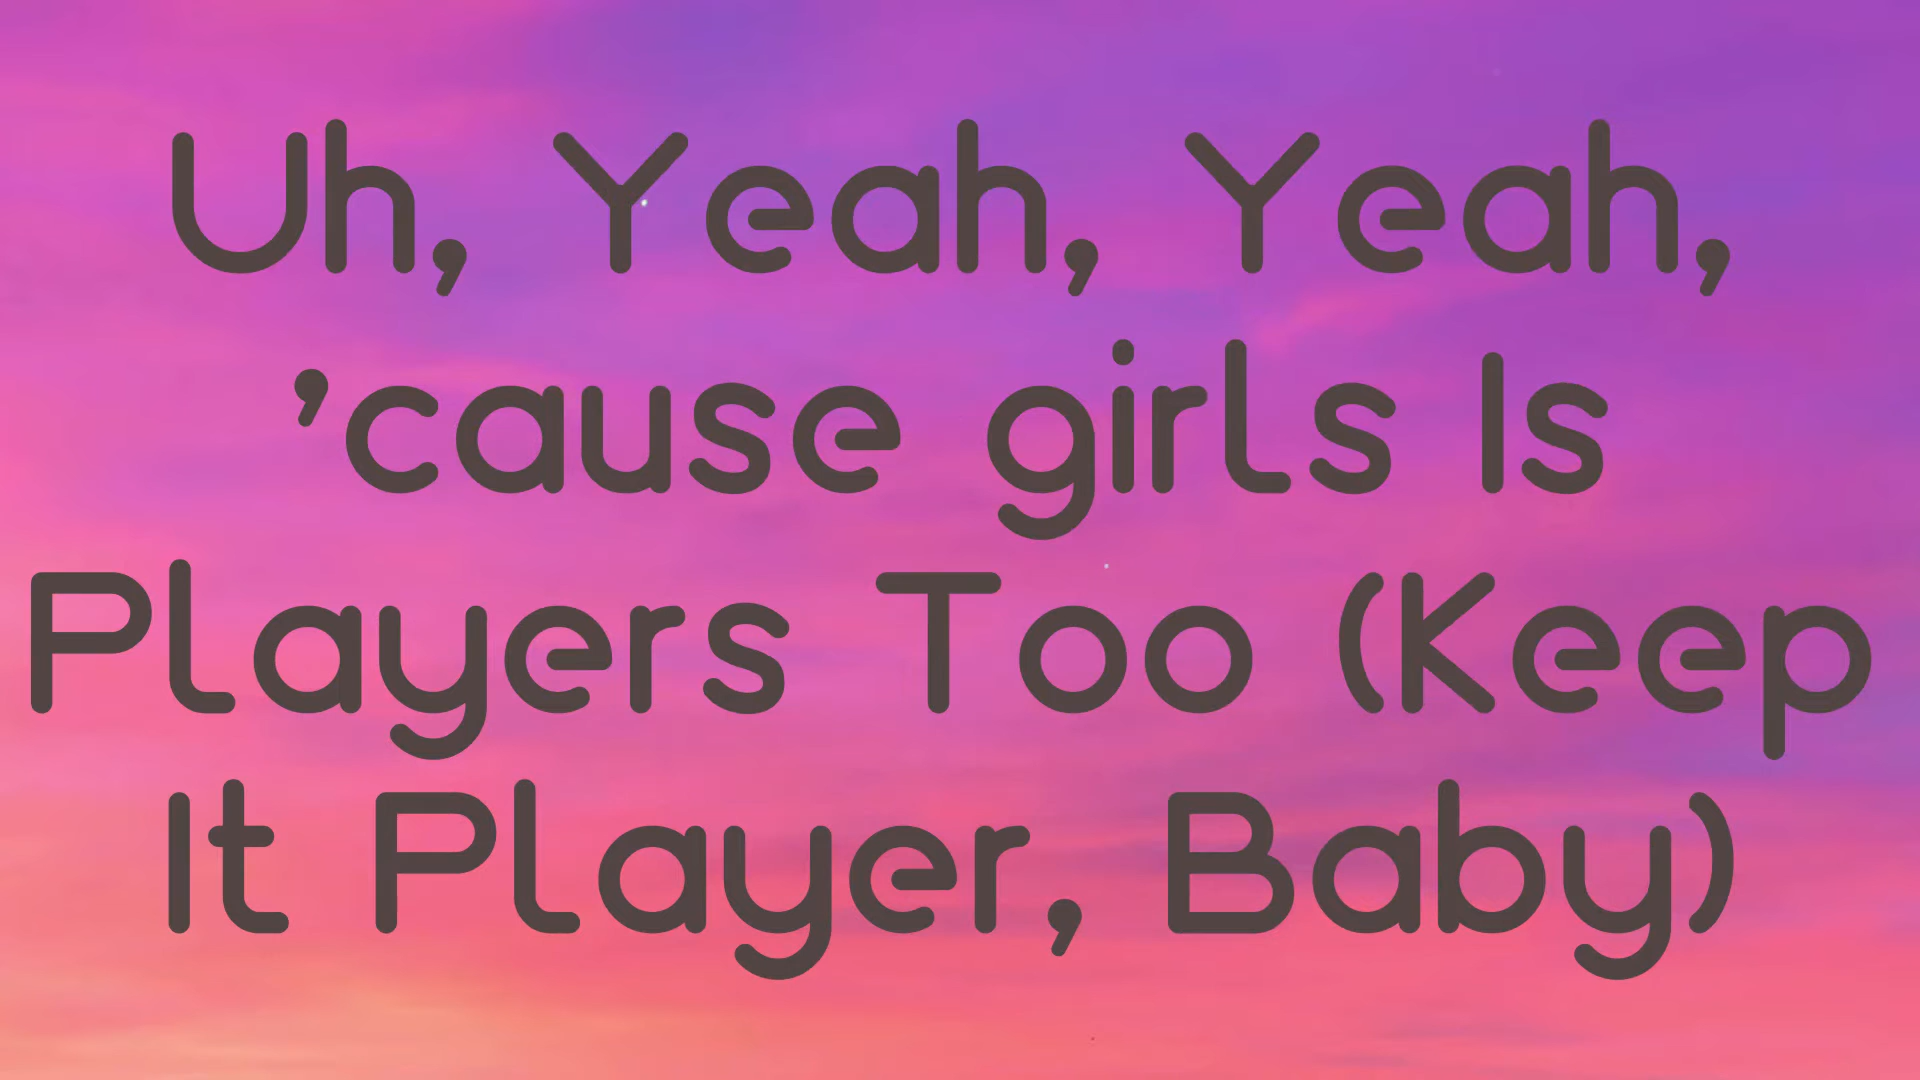 Uh, Yeah, Yeah,
’cause girls Is
Players Too (Keep
It Player, Baby)